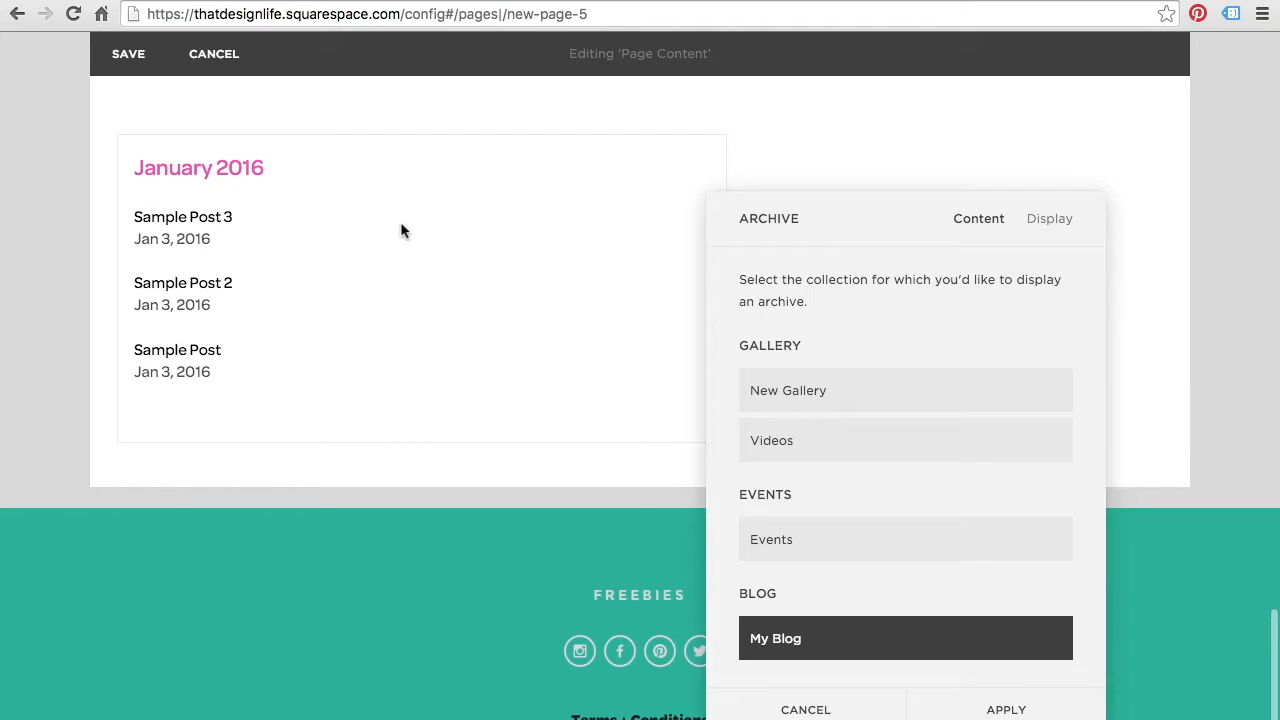 https://thatdesignlife.squarespace.com/config#/pages|/new-page-5
SAVE
CANCEL
Editing 'Page Content'
January 2016
Sample Post 3
Jan 3, 2016
Sample Post 2
Jan 3, 2016
Sample Post
Jan 3, 2016
ARCHIVE
Content
Display
Select the collection for which you'd like to display
an archive.
GALLERY
New Gallery
Videos
EVENTS
Events
BLOG
My Blog
CANCEL
APPLY
FREEBIES
Terms + Conditions